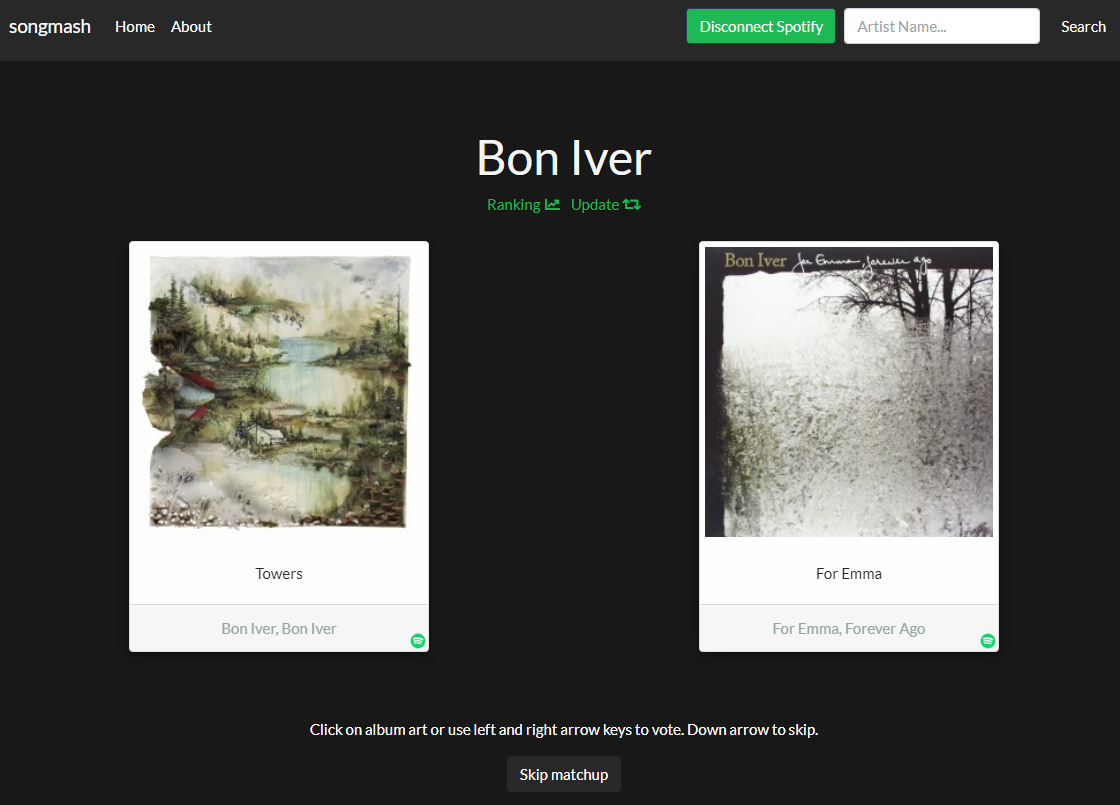 songmash Home About Disconnect Spotify Artist Name... Search
Bon Iver
Ranking Update
Bon Iver for Emma, forever ago
Towers
For Emma
Bon Iver, Bon Iver
For Emma, Forever Ago
Click on album art or use left and right arrow keys to vote. Down arrow to skip.
Skip matchup